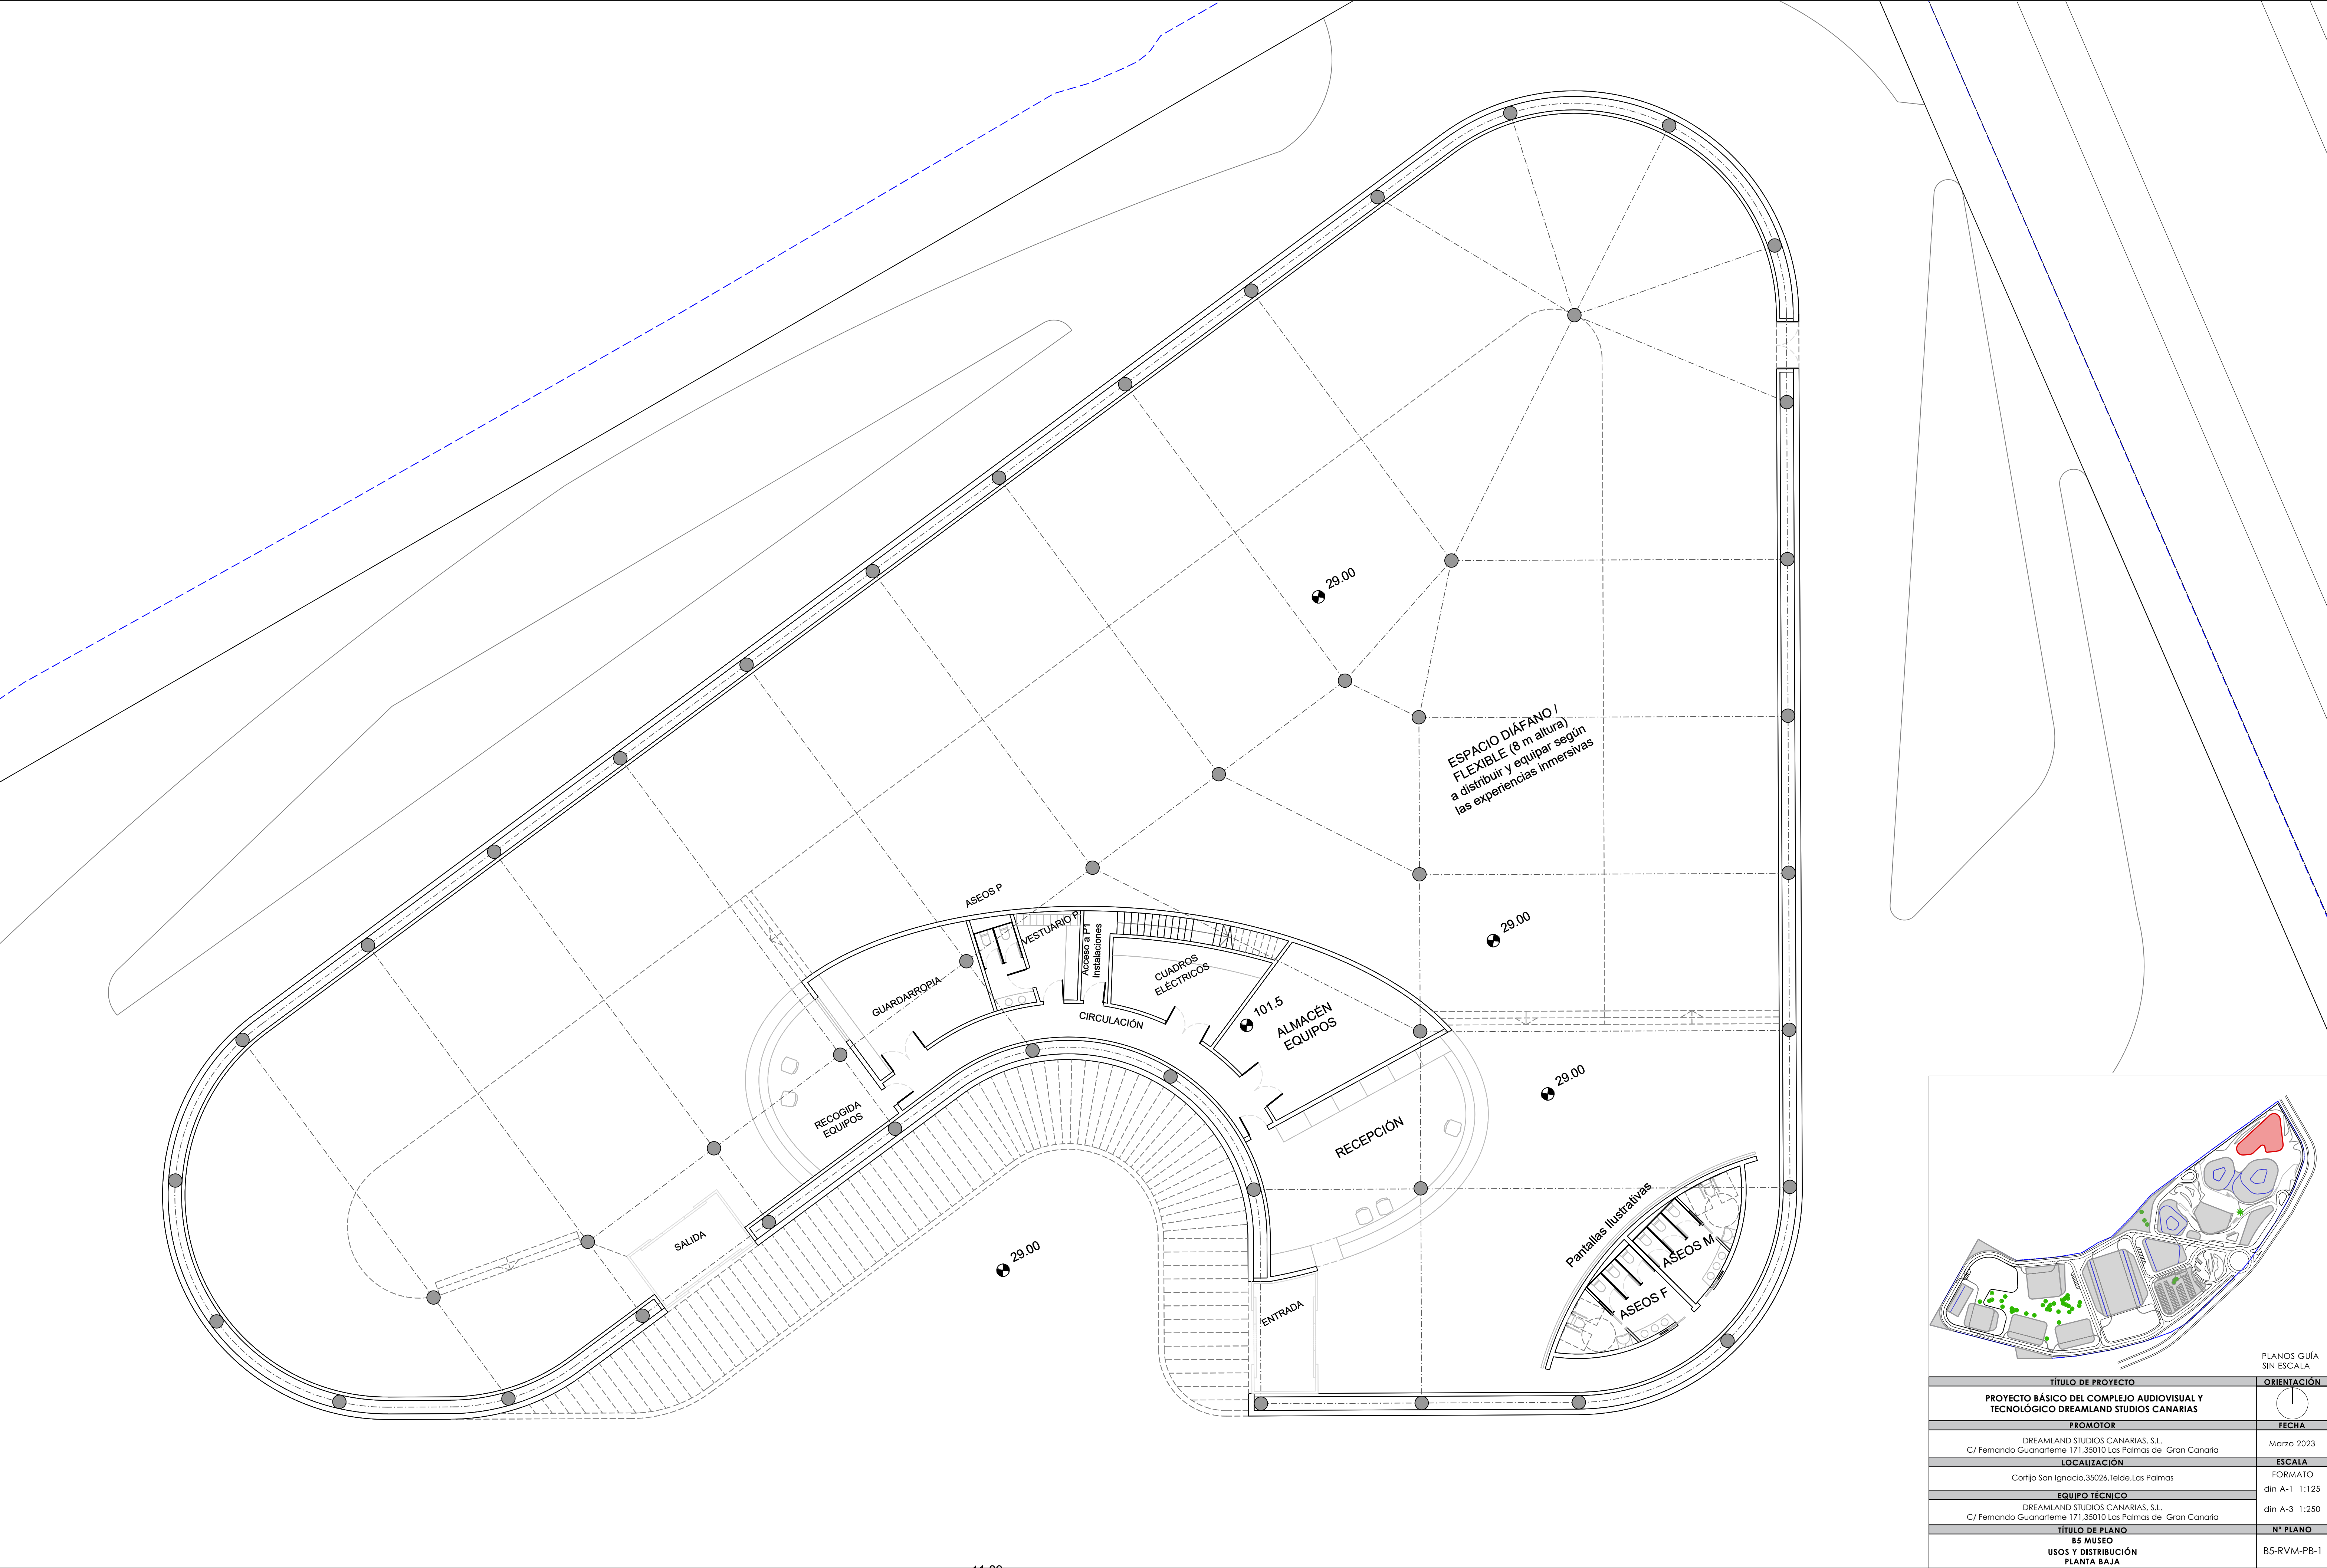 29.00
ESPACIO DIÁFANO /
FLEXIBLE (8 m altura)
a distribuir y equipar según
las experiencias inmersivas
ASEOS P
VESTUARIO P
Acceso a P1
Instalaciones
29.00
GUARDARROPIA
CUADROS
ELÉCTRICOS
CIRCULACIÓN
101.5
ALMACÉN
EQUIPOS
29.00
RECOGIDA
EQUIPOS
RECEPCIÓN
SALIDA
29.00
Pantallas Ilustrativas
ASEOS M
ASEOS F
ENTRADA
PLANOS GUÍA
SIN ESCALA
TÍTULO DE PROYECTO
ORIENTACIÓN
PROYECTO BÁSICO DEL COMPLEJO AUDIOVISUAL Y
TECNOLÓGICO DREAMLAND STUDIOS CANARIAS
PROMOTOR
FECHA
DREAMLAND STUDIOS CANARIAS, S.L.
C/ Fernando Guanarteme 171,35010 Las Palmas de Gran Canaria
Marzo 2023
LOCALIZACIÓN
ESCALA
Cortijo San Ignacio,35026,Telde,Las Palmas
FORMATO
din A-1 1:125
din A-3 1:250
EQUIPO TÉCNICO
DREAMLAND STUDIOS CANARIAS, S.L.
C/ Fernando Guanarteme 171,35010 Las Palmas de Gran Canaria
TÍTULO DE PLANO
Nº PLANO
B5 MUSEO
USOS Y DISTRIBUCIÓN
PLANTA BAJA
B5-RVM-PB-1